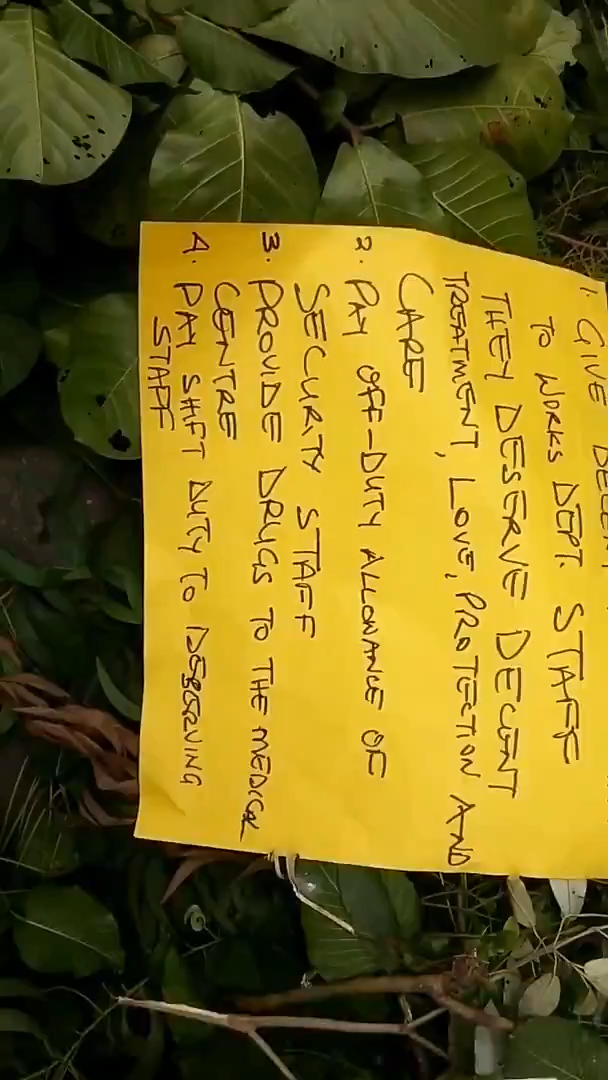 1. GIVE DECENT
TO WORKS DEPT. STAFF
THEY DESERVE DECENT
TREATMENT, LOVE, PROTECTION AND
CARE
2. PAY OFF-DUTY ALLOWANCE OF
SECURITY STAFF
3. PROVIDE DRUGS TO THE MEDICAL
CENTRE
4. PAY SHIFT DUTY TO DESERVING
STAFF